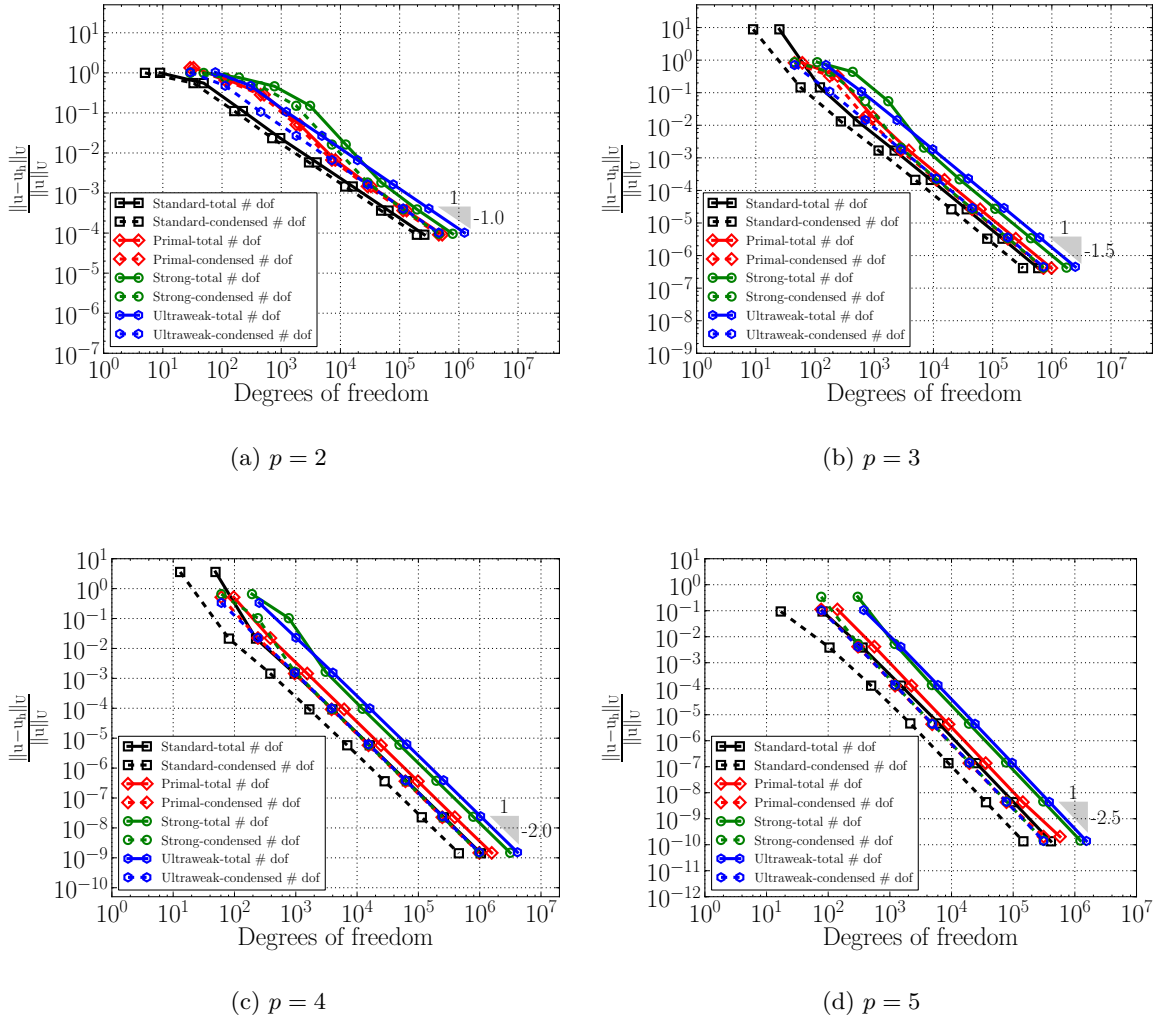 10^1
10^0
10^-1
10^-2
10^-3
10^-4
10^-5
10^-6
10^-7
‖u−u_h‖_U
‖u‖_U
Standard-total # dof
Standard-condensed # dof
Primal-total # dof
Primal-condensed # dof
Strong-total # dof
Strong-condensed # dof
Ultraweak-total # dof
Ultraweak-condensed # dof
1
-1.0
10^0 10^1 10^2 10^3 10^4 10^5 10^6 10^7
Degrees of freedom
(a) p = 2
10^1
10^0
10^-1
10^-2
10^-3
10^-4
10^-5
10^-6
10^-7
10^-8
10^-9
‖u−u_h‖_U
‖u‖_U
Standard-total # dof
Standard-condensed # dof
Primal-total # dof
Primal-condensed # dof
Strong-total # dof
Strong-condensed # dof
Ultraweak-total # dof
Ultraweak-condensed # dof
1
-1.5
10^0 10^1 10^2 10^3 10^4 10^5 10^6 10^7
Degrees of freedom
(b) p = 3
10^1
10^0
10^-1
10^-2
10^-3
10^-4
10^-5
10^-6
10^-7
10^-8
10^-9
10^-10
‖u−u_h‖_U
‖u‖_U
Standard-total # dof
Standard-condensed # dof
Primal-total # dof
Primal-condensed # dof
Strong-total # dof
Strong-condensed # dof
Ultraweak-total # dof
Ultraweak-condensed # dof
1
-2.0
10^0 10^1 10^2 10^3 10^4 10^5 10^6 10^7
Degrees of freedom
(c) p = 4
10^1
10^0
10^-1
10^-2
10^-3
10^-4
10^-5
10^-6
10^-7
10^-8
10^-9
10^-10
10^-11
10^-12
‖u−u_h‖_U
‖u‖_U
Standard-total # dof
Standard-condensed # dof
Primal-total # dof
Primal-condensed # dof
Strong-total # dof
Strong-condensed # dof
Ultraweak-total # dof
Ultraweak-condensed # dof
1
-2.5
10^0 10^1 10^2 10^3 10^4 10^5 10^6 10^7
Degrees of freedom
(d) p = 5